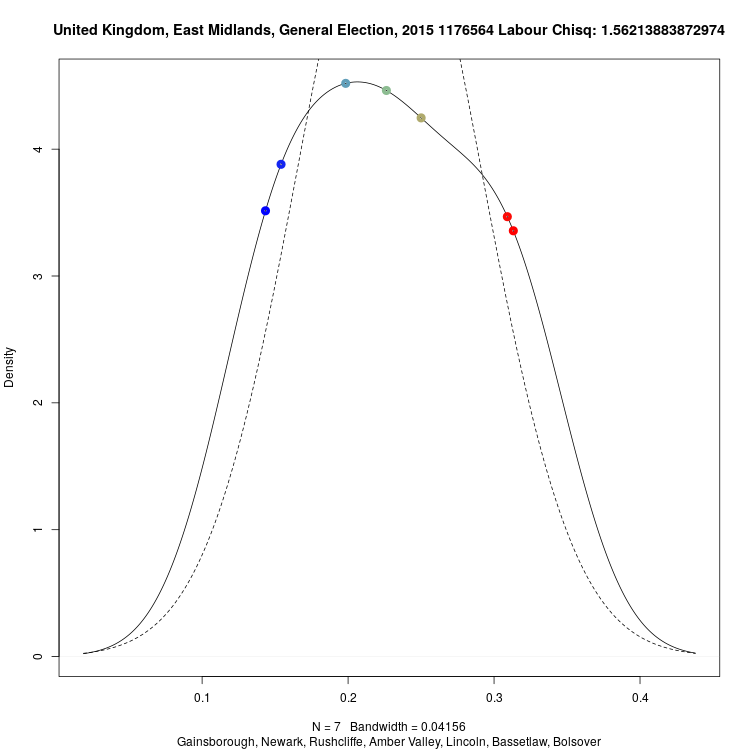 United Kingdom, East Midlands, General Election, 2015 1176564 Labour Chisq: 1.56213883872974
Density
4
3
2
1
0
0.1 0.2 0.3 0.4
N = 7 Bandwidth = 0.04156
Gainsborough, Newark, Rushcliffe, Amber Valley, Lincoln, Bassetlaw, Bolsover